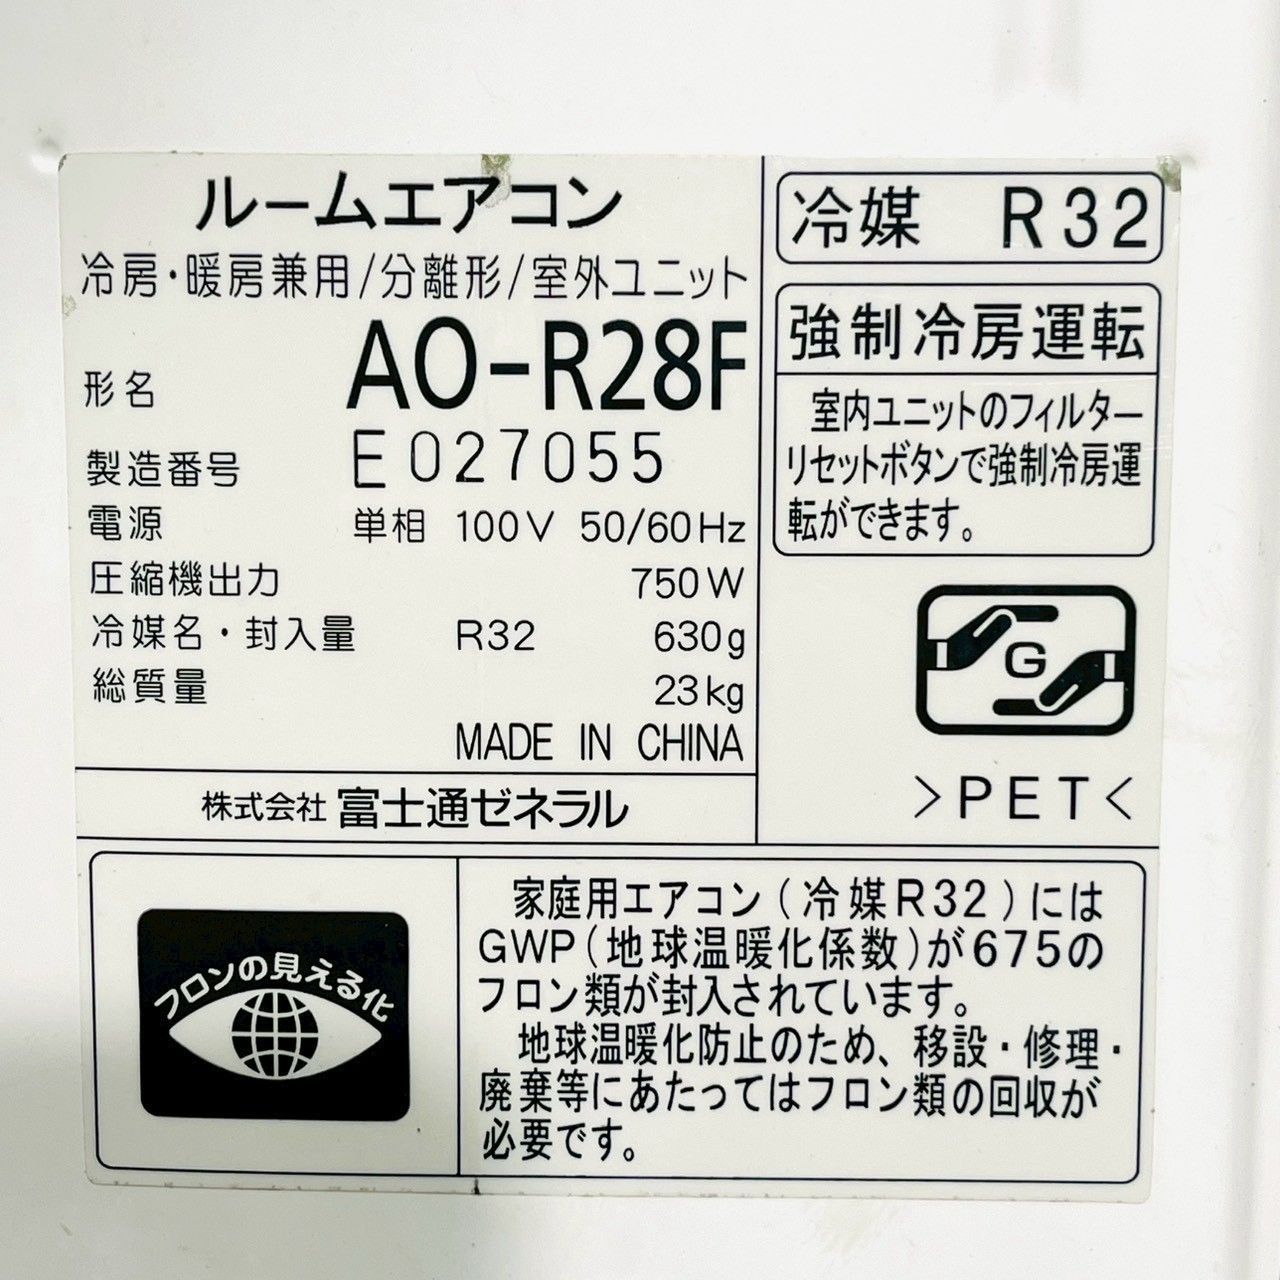 ルームエアコン
冷房・暖房兼用/分離形/室外ユニット
形名 AO-R28F
製造番号 E027055
電源 単相 100V 50/60Hz
圧縮機出力 750W
冷媒名・封入量 R32 630g
総質量 23kg
MADE IN CHINA
株式会社 富士通ゼネラル
冷媒 R32
強制冷房運転
室内ユニットのフィルター
リセットボタンで強制冷房運
転ができます。
G
>PET<
フロンの見える化
家庭用エアコン(冷媒R32)には
GWP(地球温暖化係数)が675の
フロン類が封入されています。
地球温暖化防止のため、移設・修理・
廃棄等にあたってはフロン類の回収が
必要です。